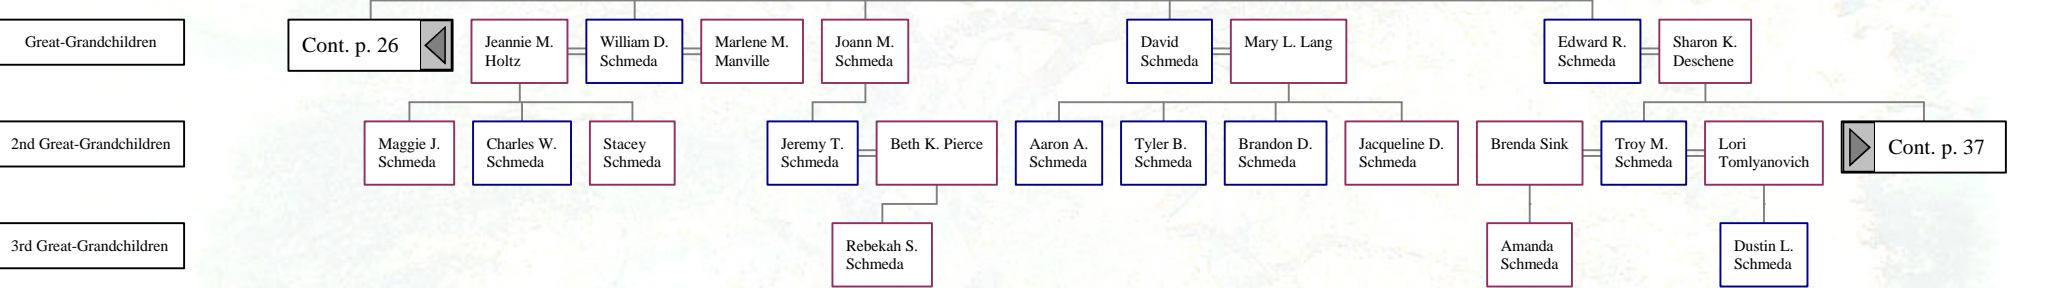 Great-Grandchildren
Cont. p. 26
Jeannie M.
Holtz
William D.
Schmeda
Marlene M.
Manville
Joann M.
Schmeda
David
Schmeda
Mary L. Lang
Edward R.
Schmeda
Sharon K.
Deschene
2nd Great-Grandchildren
Maggie J.
Schmeda
Charles W.
Schmeda
Stacey
Schmeda
Jeremy T.
Schmeda
Beth K. Pierce
Aaron A.
Schmeda
Tyler B.
Schmeda
Brandon D.
Schmeda
Jacqueline D.
Schmeda
Brenda Sink
Troy M.
Schmeda
Lori
Tomlyanovich
Cont. p. 37
3rd Great-Grandchildren
Rebekah S.
Schmeda
Amanda
Schmeda
Dustin L.
Schmeda